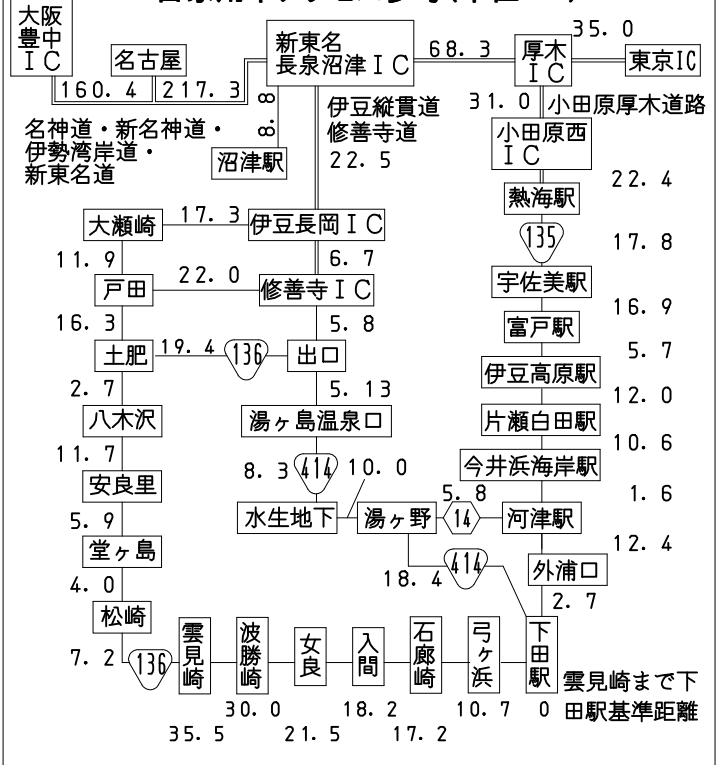 大阪
豊中
ＩＣ
名古屋
新東名
長泉沼津ＩＣ
68.3
厚木
ＩＣ
35.0
東京IC
160.4
217.3
8.8
伊豆縦貫道
修善寺道
22.5
31.0
小田原厚木道路
名神道・新名神道・
伊勢湾岸道・
新東名道
沼津駅
小田原西
ＩＣ
22.4
熱海駅
大瀬崎
17.3
伊豆長岡ＩＣ
135
17.8
11.9
6.7
戸田
22.0
修善寺ＩＣ
宇佐美駅
16.9
16.3
5.8
富戸駅
5.7
土肥
19.4
136
出口
伊豆高原駅
2.7
5.13
12.0
八木沢
湯ヶ島温泉口
片瀬白田駅
10.6
11.7
8.3
414
10.0
今井浜海岸駅
安良里
5.8
1.6
水生地下
湯ヶ野
14
河津駅
5.9
12.4
堂ヶ島
18.4
414
外浦口
4.0
2.7
松崎
7.2
136
雲見崎
波勝崎
女良
入間
石廊崎
弓ヶ浜
下田駅
雲見崎まで下
田駅基準距離
30.0
18.2
10.7
0
35.5
21.5
17.2